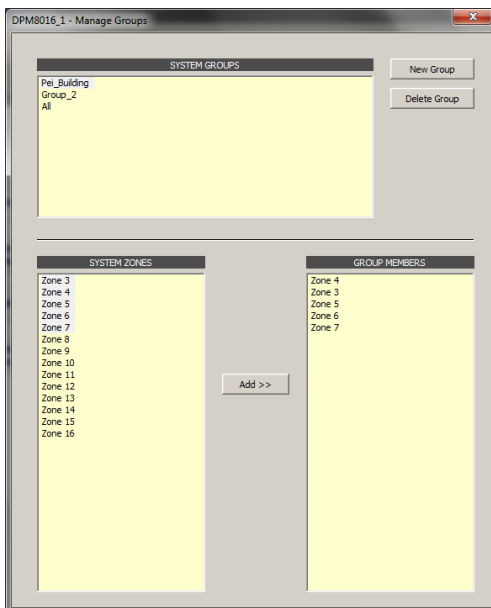 DPM8016_1 - Manage Groups
SYSTEM GROUPS
New Group
Pei_Building
Group_2
All
Delete Group
SYSTEM ZONES
Zone 3
Zone 4
Zone 5
Zone 6
Zone 7
Zone 8
Zone 9
Zone 10
Zone 11
Zone 12
Zone 13
Zone 14
Zone 15
Zone 16
Add >>
GROUP MEMBERS
Zone 4
Zone 3
Zone 5
Zone 6
Zone 7